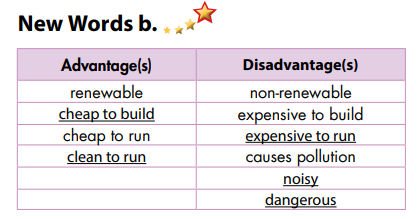 New Words b.
Advantage(s) Disadvantage(s)
renewable non-renewable
cheap to build expensive to build
cheap to run expensive to run
clean to run causes pollution
noisy
dangerous